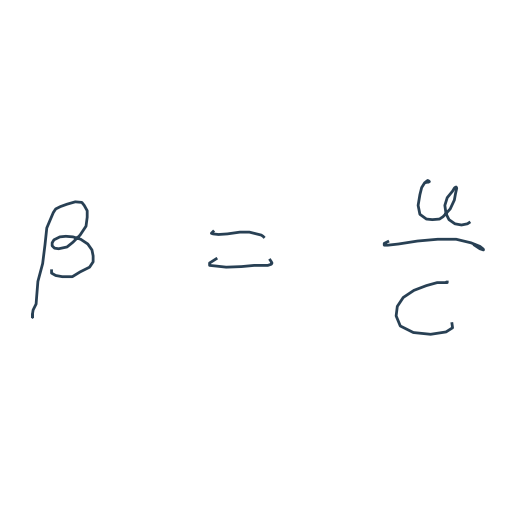 β = u/c